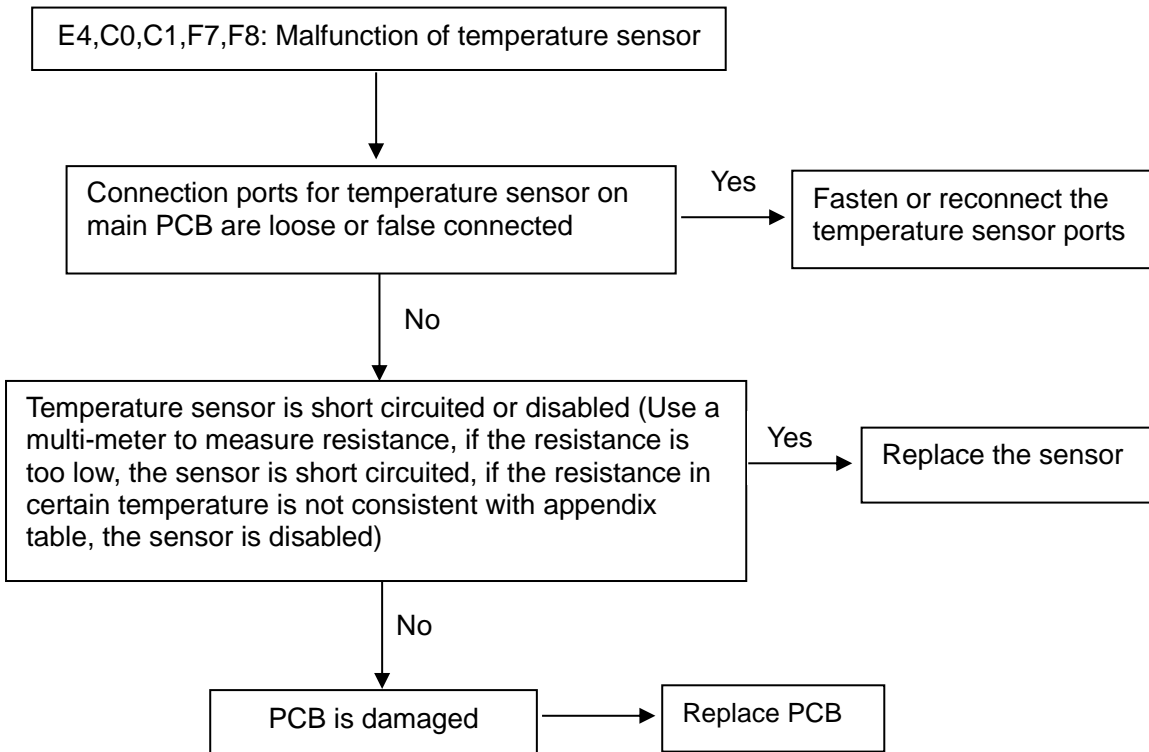 E4,C0,C1,F7,F8: Malfunction of temperature sensor
Connection ports for temperature sensor on
main PCB are loose or false connected
Yes
Fasten or reconnect the
temperature sensor ports
No
Temperature sensor is short circuited or disabled (Use a
multi-meter to measure resistance, if the resistance is
too low, the sensor is short circuited, if the resistance in
certain temperature is not consistent with appendix
table, the sensor is disabled)
Yes
Replace the sensor
No
PCB is damaged
Replace PCB